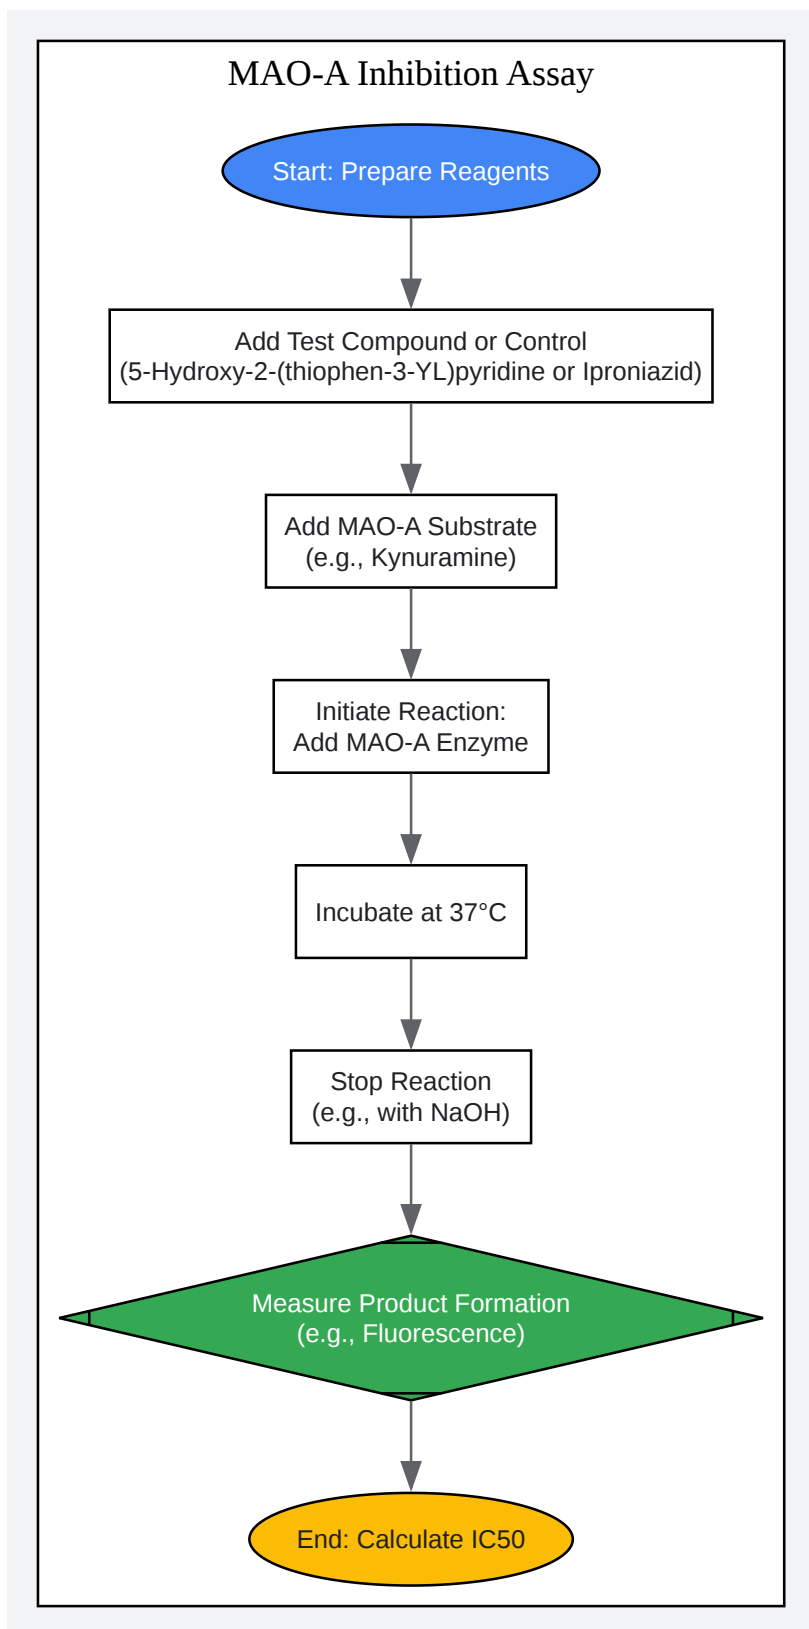 MAO-A Inhibition Assay
Start: Prepare Reagents
Add Test Compound or Control
(5-Hydroxy-2-(thiophen-3-YL)pyridine or Iproniazid)
Add MAO-A Substrate
(e.g., Kynuramine)
Initiate Reaction:
Add MAO-A Enzyme
Incubate at 37°C
Stop Reaction
(e.g., with NaOH)
Measure Product Formation
(e.g., Fluorescence)
End: Calculate IC50